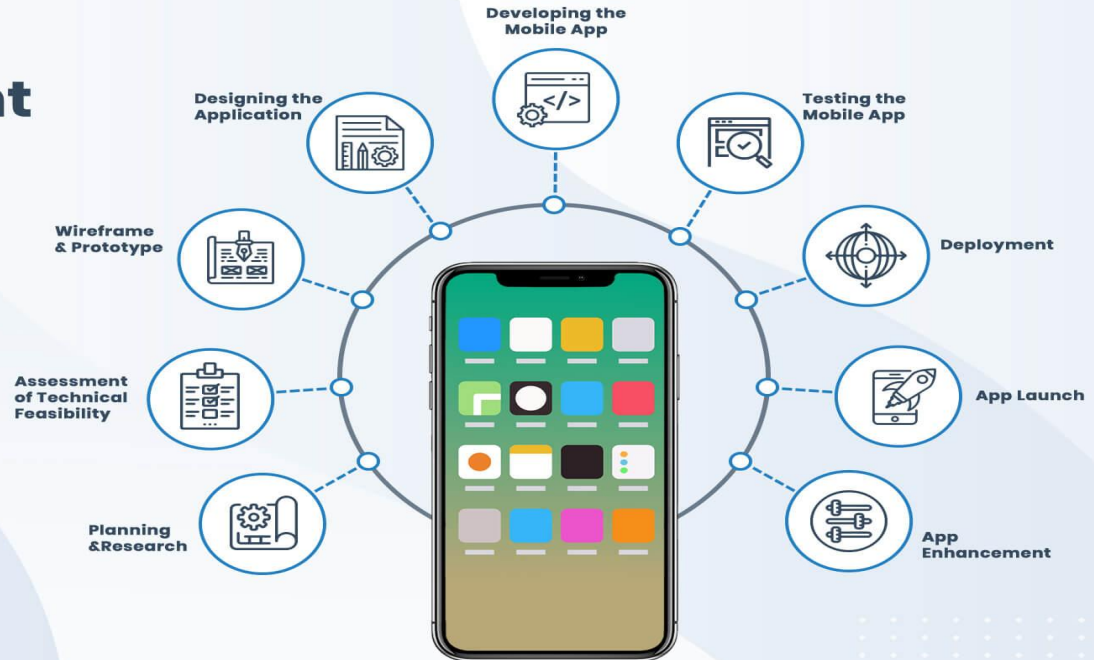 nt
Developing the
Mobile App
Designing the
Application
Testing the
Mobile App
Wireframe
& Prototype
Deployment
Assessment
of Technical
Feasibility
App Launch
Planning
&Research
App
Enhancement